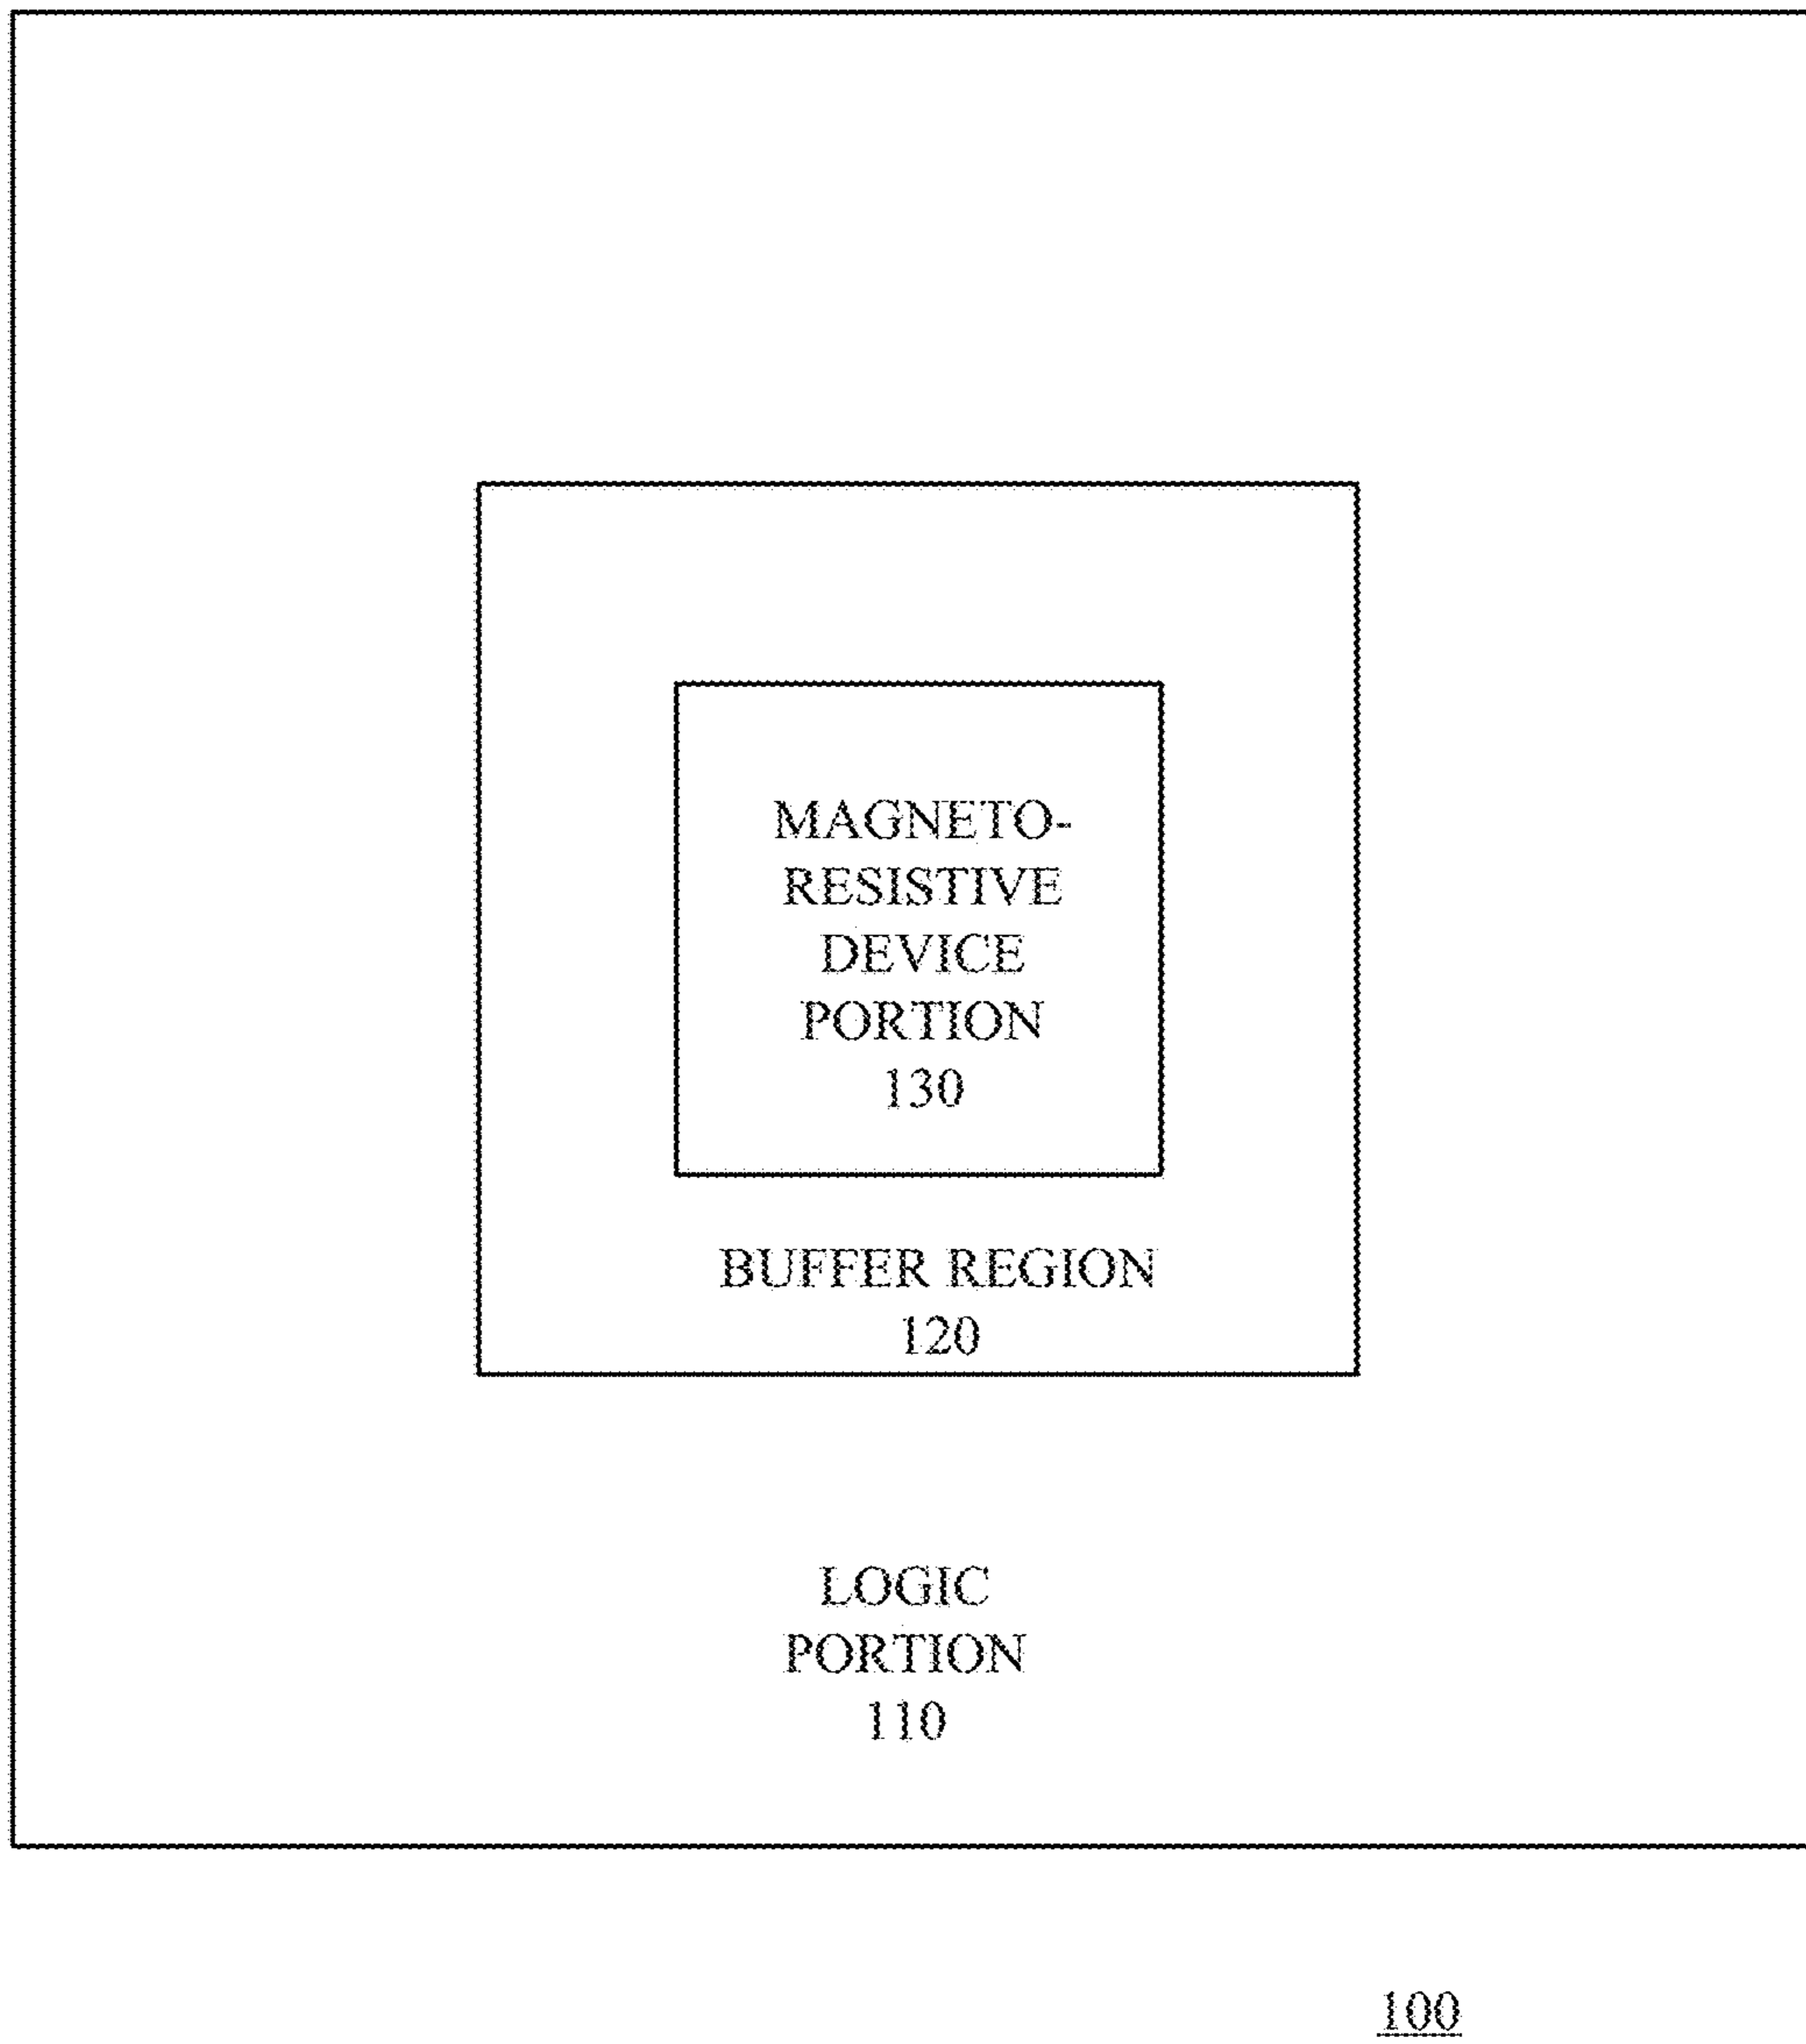 MAGNETO-
RESISTIVE
DEVICE
PORTION
130
BUFFER REGION
120
LOGIC
PORTION
110
100